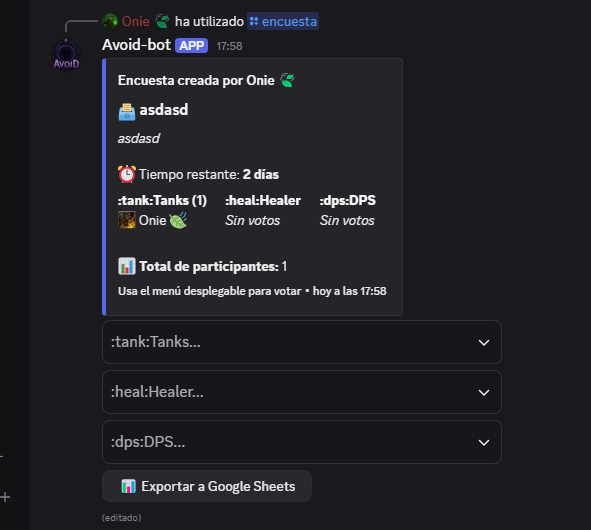 Onie ha utilizado encuesta
Avoid-bot APP 17:58
AVOID
Encuesta creada por Onie
asdasd
asdasd
Tiempo restante: 2 días
:tank:Tanks (1) :heal:Healer :dps:DPS
Onie Sin votos Sin votos
Total de participantes: 1
Usa el menú desplegable para votar • hoy a las 17:58
:tank:Tanks...
:heal:Healer...
:dps:DPS...
Exportar a Google Sheets
(editado)